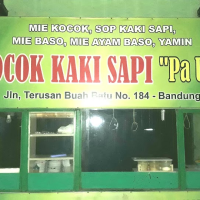 MIE KOCOK, SOP KAKI SAPI,
MIE BASO, MIE AYAM BASO, YAMIN
OCOK KAKI SAPI "Pa U
Jln, Terusan Buah Batu No. 184 - Bandung